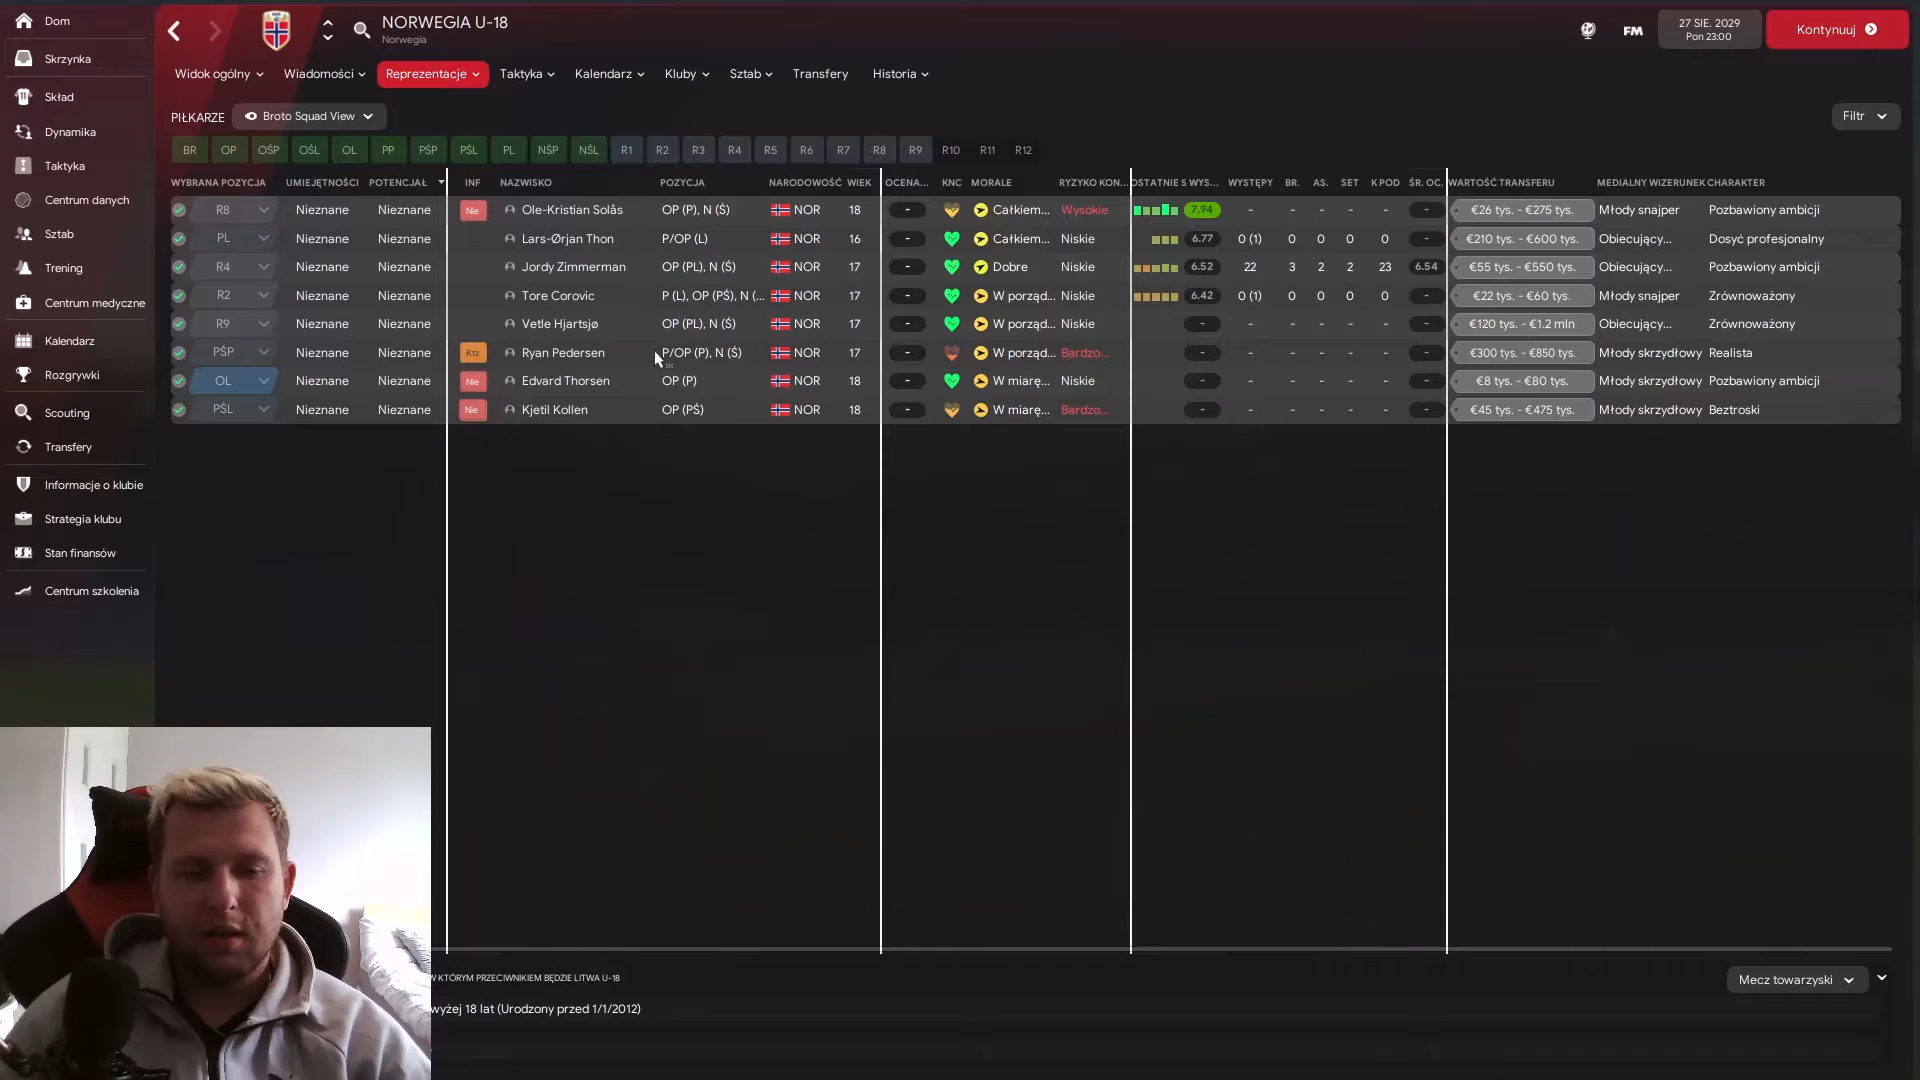 Dom
Skrzynka
Skład
Dynamika
Taktyka
Centrum danych
Sztab
Trening
Centrum medyczne
Kalendarz
Rozgrywki
Scouting
Transfery
Informacje o klubie
Strategia klubu
Stan finansów
Centrum szkolenia
NORWEGIA U-18
Norwegia
FM
27 SIE. 2029
Pon 23:00
Kontynuuj
Widok ogólny Wiadomości Reprezentacje Taktyka Kalendarz Kluby Sztab Transfery Historia
PIŁKARZE Broto Squad View Filtr
BR OP OŚP OŚL OL PP PŚP PŚL PL NŚP NŚL R1 R2 R3 R4 R5 R6 R7 R8 R9 R10 R11 R12
WYBRANA POZYCJA UMIEJĘTNOŚCI POTENCJAŁ INF NAZWISKO POZYCJA NARODOWOŚĆ WIEK OCENA... KNC MORALE RYZYKO KON... OSTATNIE 5 WYS... WYSTĘPY BR. AS. SET K POD ŚR. OC. WARTOŚĆ TRANSFERU MEDIALNY WIZERUNEK CHARAKTER
R8 Nieznane Nieznane Nie Ole-Kristian Solås OP (P), N (Ś) NOR 18 - Całkiem... Wysokie 7.94 - - - - - - €26 tys. - €275 tys. Młody snajper Pozbawiony ambicji
PL Nieznane Nieznane Lars-Ørjan Thon P/OP (L) NOR 16 - Całkiem... Niskie 6.77 0 (1) 0 0 0 0 - €210 tys. - €600 tys. Obiecujący... Dosyć profesjonalny
R4 Nieznane Nieznane Jordy Zimmerman OP (PL), N (Ś) NOR 17 - Dobre Niskie 6.52 22 3 2 2 23 6.54 €55 tys. - €550 tys. Obiecujący... Pozbawiony ambicji
R2 Nieznane Nieznane Tore Corovic P (L), OP (PŚ), N (... NOR 17 - W porząd... Niskie 6.42 0 (1) 0 0 0 0 - €22 tys. - €60 tys. Młody snajper Zrównoważony
R9 Nieznane Nieznane Vetle Hjartsjø OP (PL), N (Ś) NOR 17 - W porząd... Niskie - - - - - - - €120 tys. - €1.2 mln Obiecujący... Zrównoważony
PŚP Nieznane Nieznane Ktz Ryan Pedersen P/OP (P), N (Ś) NOR 17 - W porząd... Bardzo... - - - - - - - €300 tys. - €850 tys. Młody skrzydłowy Realista
OL Nieznane Nieznane Nie Edvard Thorsen OP (P) NOR 18 - W miarę... Niskie - - - - - - - €8 tys. - €80 tys. Młody skrzydłowy Pozbawiony ambicji
PŚL Nieznane Nieznane Nie Kjetil Kollen OP (PŚ) NOR 18 - W miarę... Bardzo... - - - - - - - €45 tys. - €475 tys. Młody skrzydłowy Beztroski
W KTÓRYM PRZECIWNIKIEM BĘDZIE LITWA U-18
Mecz towarzyski
wyżej 18 lat (Urodzony przed 1/1/2012)